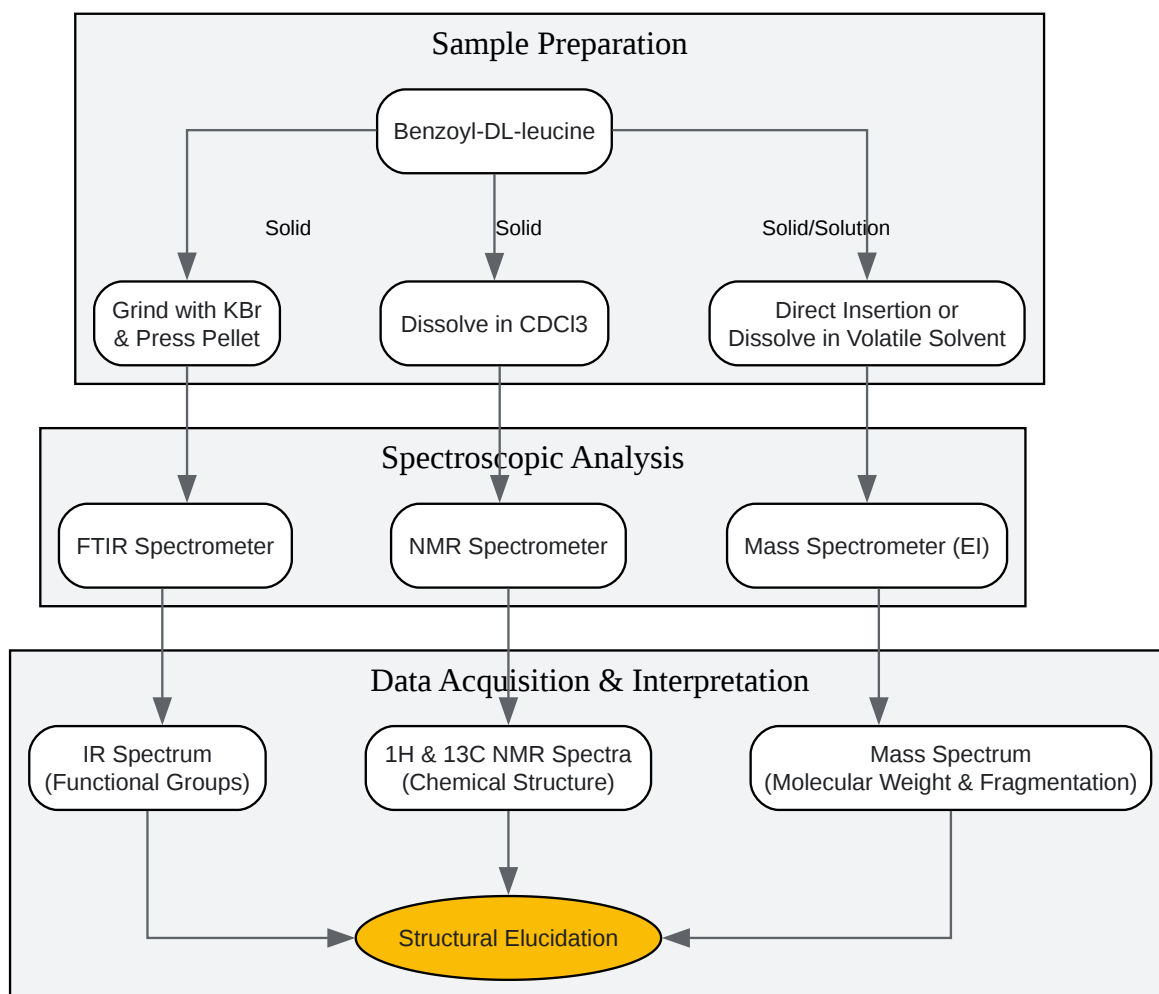 Sample Preparation
Benzoyl-DL-leucine
Solid
Solid
Solid/Solution
Grind with KBr
& Press Pellet
Dissolve in CDCl3
Direct Insertion or
Dissolve in Volatile Solvent
Spectroscopic Analysis
FTIR Spectrometer
NMR Spectrometer
Mass Spectrometer (EI)
Data Acquisition & Interpretation
IR Spectrum
(Functional Groups)
1H & 13C NMR Spectra
(Chemical Structure)
Mass Spectrum
(Molecular Weight & Fragmentation)
Structural Elucidation